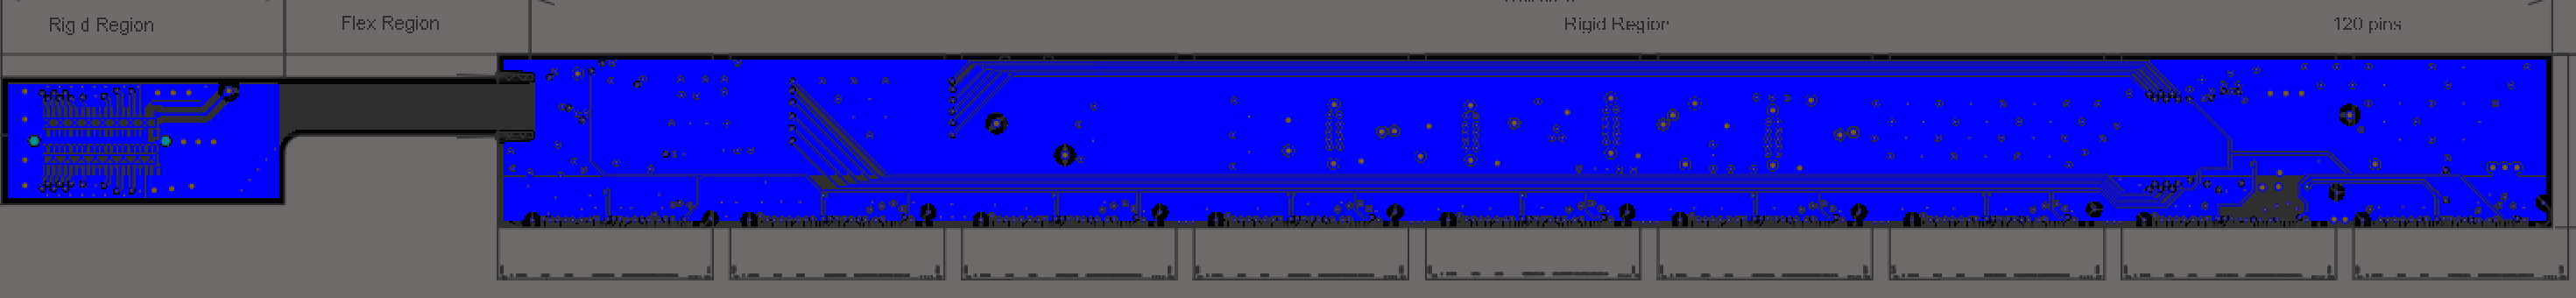 Rig d Region
Flex Region
Rigid Region
120 pins